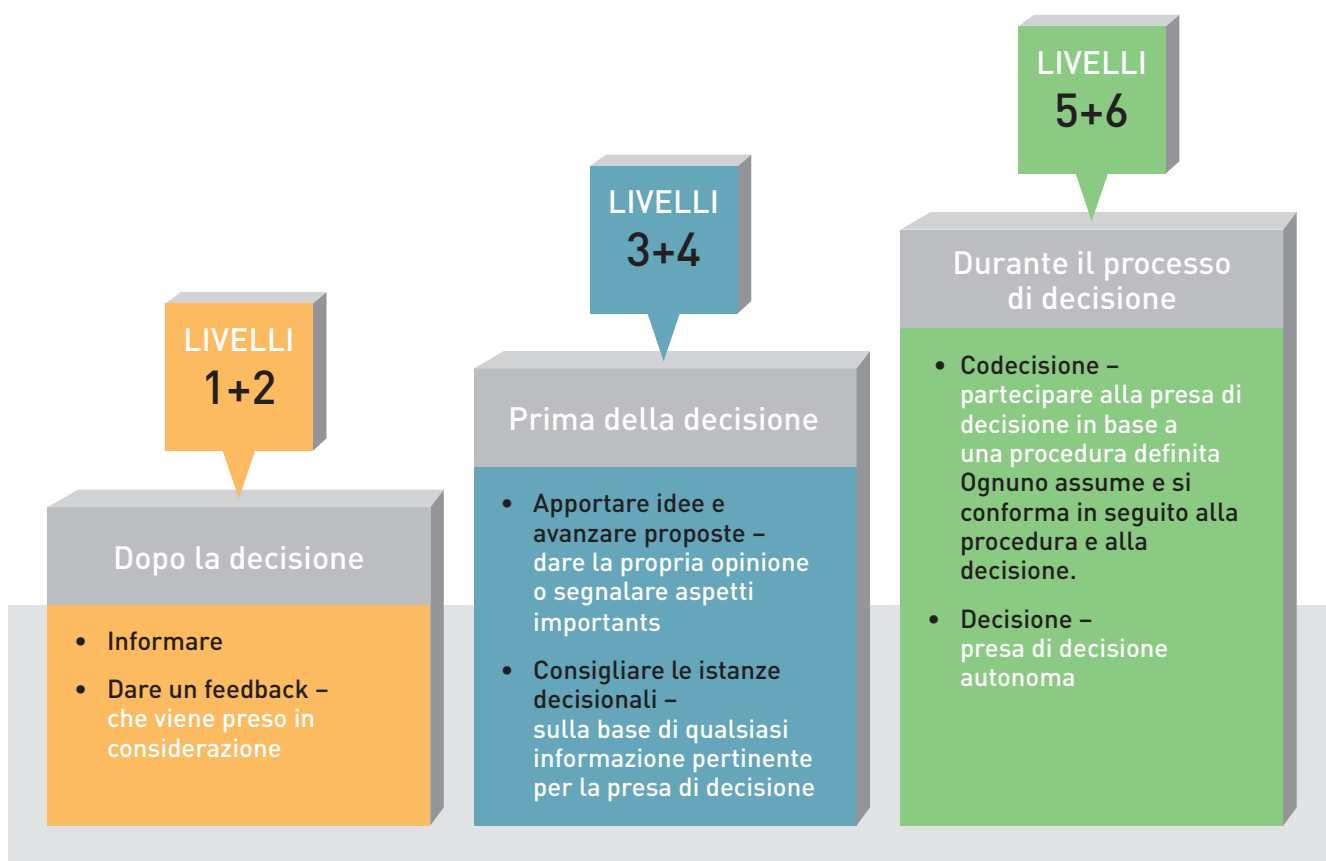 LIVELLI
1+2
Dopo la decisione
• Informare
• Dare un feedback –
che viene preso in
considerazione
LIVELLI
3+4
Prima della decisione
• Apportare idee e
avanzare proposte –
dare la propria opinione
o segnalare aspetti
importants
• Consigliare le istanze
decisionali –
sulla base di qualsiasi
informazione pertinente
per la presa di decisione
LIVELLI
5+6
Durante il processo
di decisione
• Codecisione –
partecipare alla presa di
decisione in base a
una procedura definita
Ognuno assume e si
conforma in seguito alla
procedura e alla
decisione.
• Decisione –
presa di decisione
autonoma